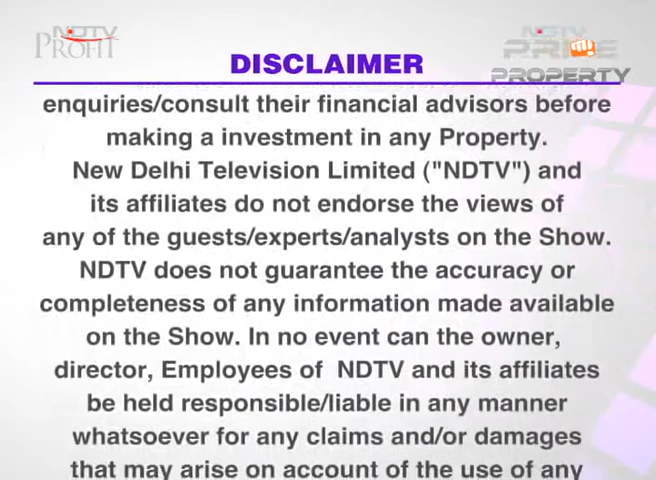 NDTV
PROFIT
NDTV
PRIME
PROPERTY
DISCLAIMER
enquiries/consult their financial advisors before
making a investment in any Property.
New Delhi Television Limited ("NDTV") and
its affiliates do not endorse the views of
any of the guests/experts/analysts on the Show.
NDTV does not guarantee the accuracy or
completeness of any information made available
on the Show. In no event can the owner,
director, Employees of NDTV and its affiliates
be held responsible/liable in any manner
whatsoever for any claims and/or damages
that may arise on account of the use of any